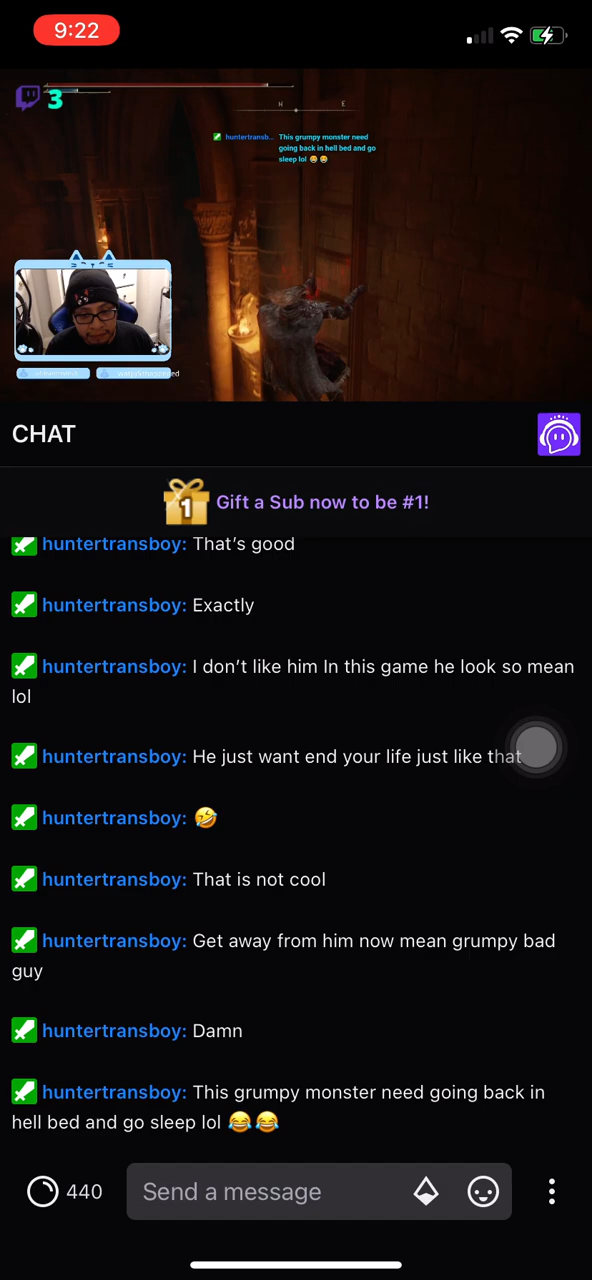 9:22
3
N E
huntertransb... This grumpy monster need
going back in hell bed and go
sleep lol 😂 😂
CHAT
1 Gift a Sub now to be #1!
huntertransboy: That’s good
huntertransboy: Exactly
huntertransboy: I don’t like him In this game he look so mean
lol
huntertransboy: He just want end your life just like that
huntertransboy: 🤣
huntertransboy: That is not cool
huntertransboy: Get away from him now mean grumpy bad
guy
huntertransboy: Damn
huntertransboy: This grumpy monster need going back in
hell bed and go sleep lol 😂😂
440 Send a message